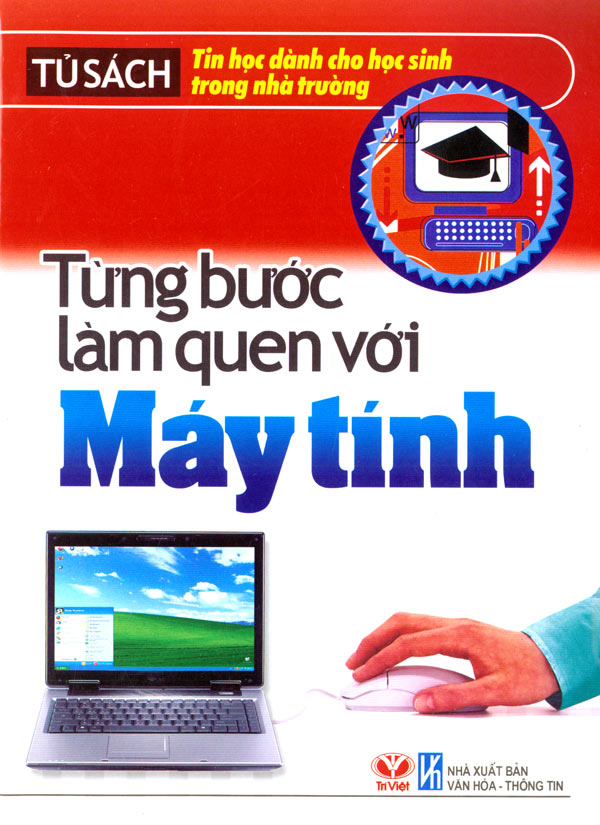 TỦ SÁCH
Tin học dành cho học sinh
trong nhà trường
W.W
Từng bước
làm quen với
Máy tính
Trí Việt
VH
NHÀ XUẤT BẢN
VĂN HÓA - THÔNG TIN